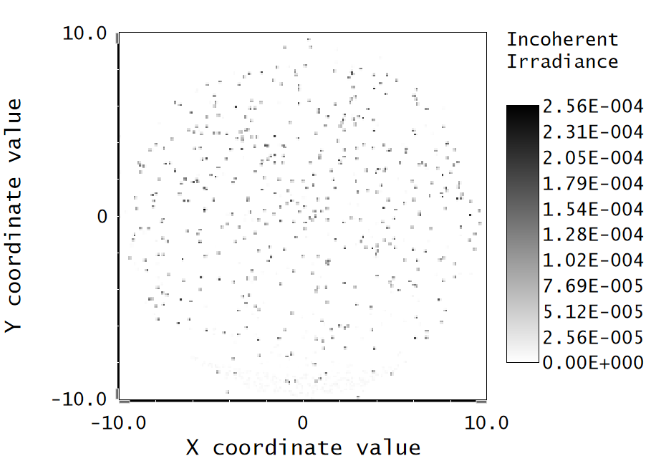 Incoherent
Irradiance
10.0
0
-10.0
Y coordinate value
-10.0 0 10.0
X coordinate value
2.56E-004
2.31E-004
2.05E-004
1.79E-004
1.54E-004
1.28E-004
1.02E-004
7.69E-005
5.12E-005
2.56E-005
0.00E+000